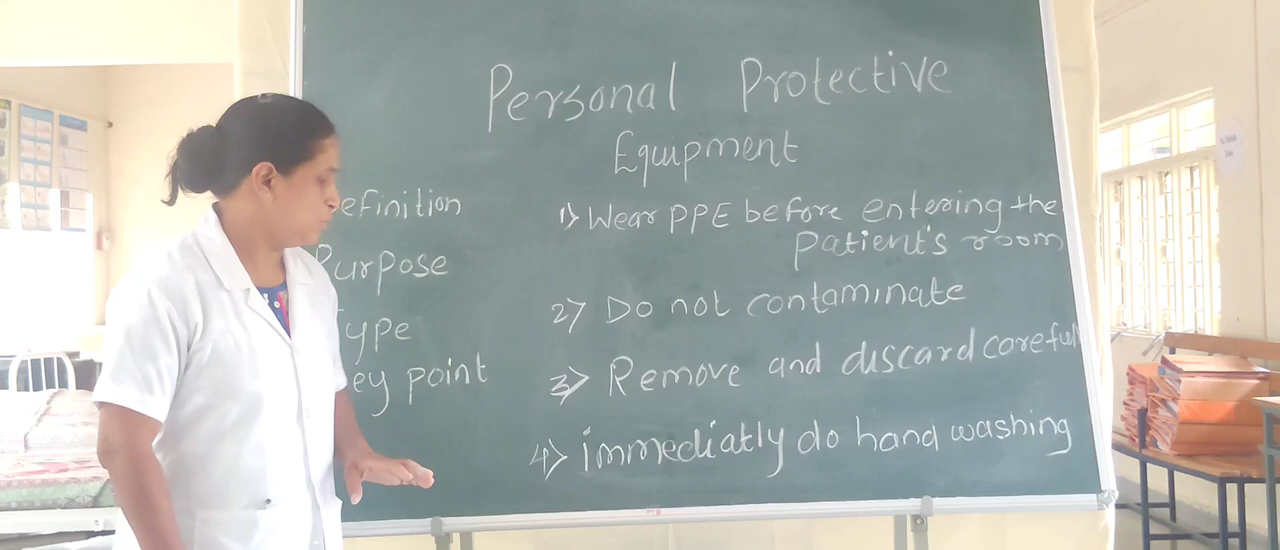 Personal Protective
Equipment
efinition
Purpose
Type
ey point
1) Wear PPE before entering the
patient's room
2) Do not contaminate
3) Remove and discard careful
4) immediatly do hand washing